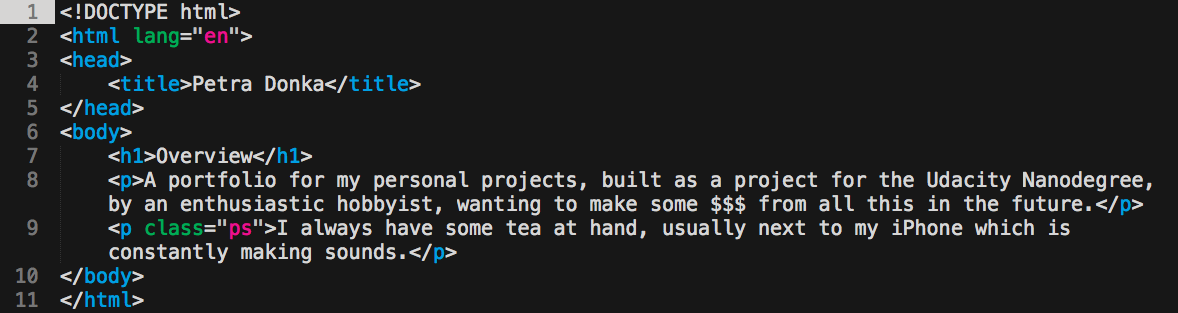 1 <!DOCTYPE html>
2 <html lang="en">
3 <head>
4     <title>Petra Donka</title>
5 </head>
6 <body>
7     <h1>Overview</h1>
8     <p>A portfolio for my personal projects, built as a project for the Udacity Nanodegree,
    by an enthusiastic hobbyist, wanting to make some $$$ from all this in the future.</p>
9     <p class="ps">I always have some tea at hand, usually next to my iPhone which is
    constantly making sounds.</p>
10 </body>
11 </html>